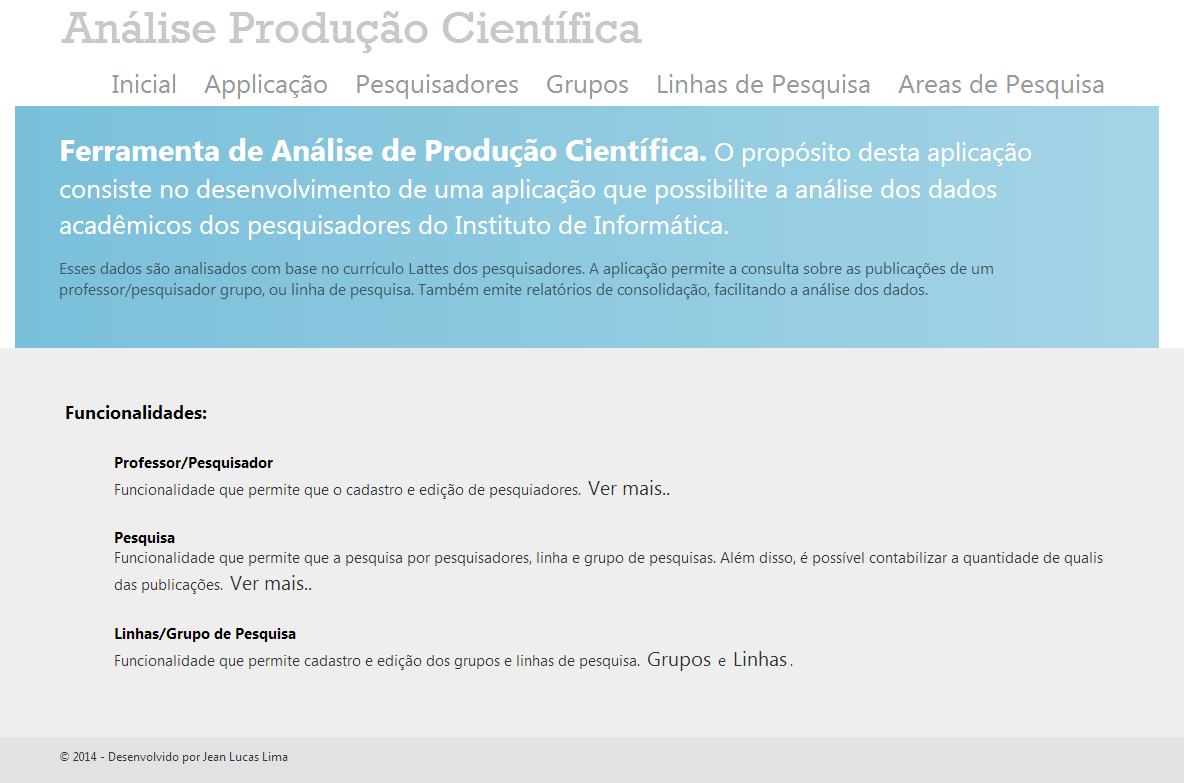 Análise Produção Científica
Inicial Applicação Pesquisadores Grupos Linhas de Pesquisa Areas de Pesquisa
Ferramenta de Análise de Produção Científica. O propósito desta aplicação
consiste no desenvolvimento de uma aplicação que possibilite a análise dos dados
acadêmicos dos pesquisadores do Instituto de Informática.
Esses dados são analisados com base no currículo Lattes dos pesquisadores. A aplicação permite a consulta sobre as publicações de um
professor/pesquisador grupo, ou linha de pesquisa. Também emite relatórios de consolidação, facilitando a análise dos dados.
Funcionalidades:
Professor/Pesquisador
Funcionalidade que permite que o cadastro e edição de pesquiadores. Ver mais..
Pesquisa
Funcionalidade que permite que a pesquisa por pesquisadores, linha e grupo de pesquisas. Além disso, é possível contabilizar a quantidade de qualis
das publicações. Ver mais..
Linhas/Grupo de Pesquisa
Funcionalidade que permite cadastro e edição dos grupos e linhas de pesquisa. Grupos e Linhas.
© 2014 - Desenvolvido por Jean Lucas Lima